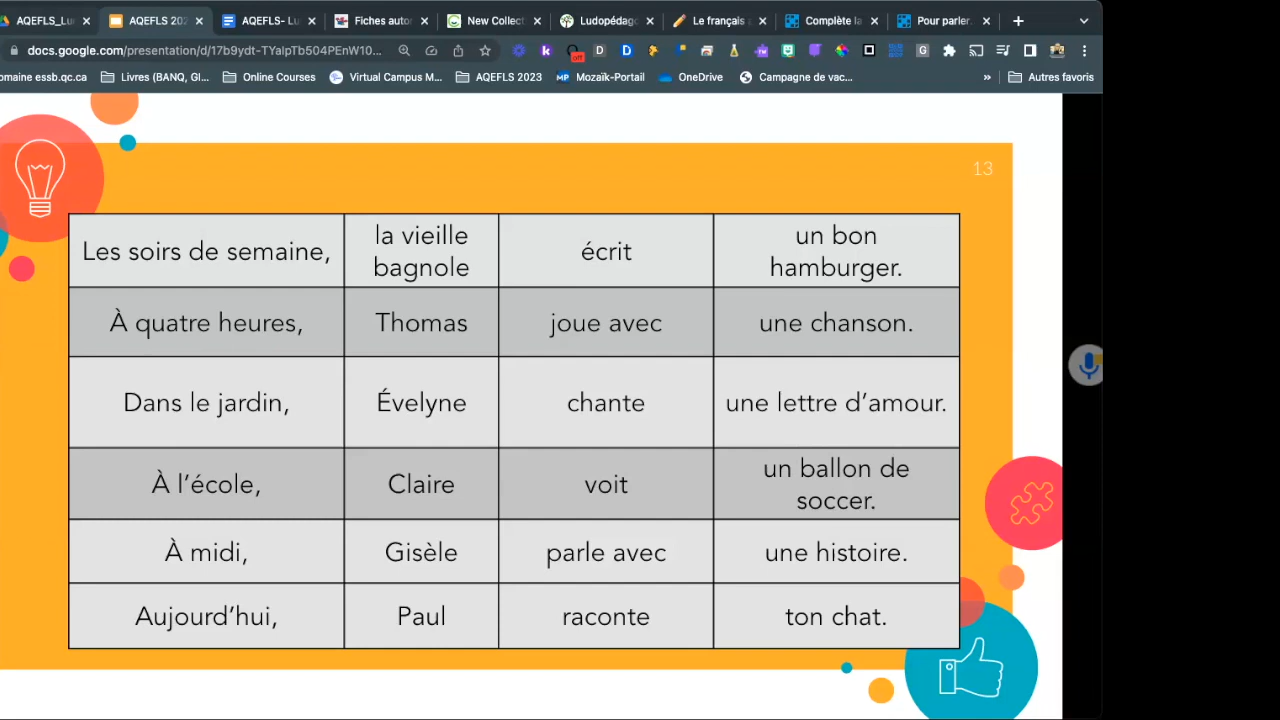 AQEFLS_Lu
AQEFLS 202
AQEFLS- Lu
Fiches autor
New Collect
Ludopédago
Le français
Complète la
Pour parler.
docs.google.com/presentation/d/17b9ydt-TYaIpTb504PEnW10...
off
omaine essb.qc.ca
Livres (BANQ, GI...
Online Courses
Virtual Campus M...
AQEFLS 2023
Mozaïk-Portail
OneDrive
Campagne de vac...
Autres favoris
13
Les soirs de semaine,
la vieille
bagnole
écrit
un bon
hamburger.
À quatre heures,
Thomas
joue avec
une chanson.
Dans le jardin,
Évelyne
chante
une lettre d'amour.
À l'école,
Claire
voit
un ballon de
soccer.
À midi,
Gisèle
parle avec
une histoire.
Aujourd'hui,
Paul
raconte
ton chat.